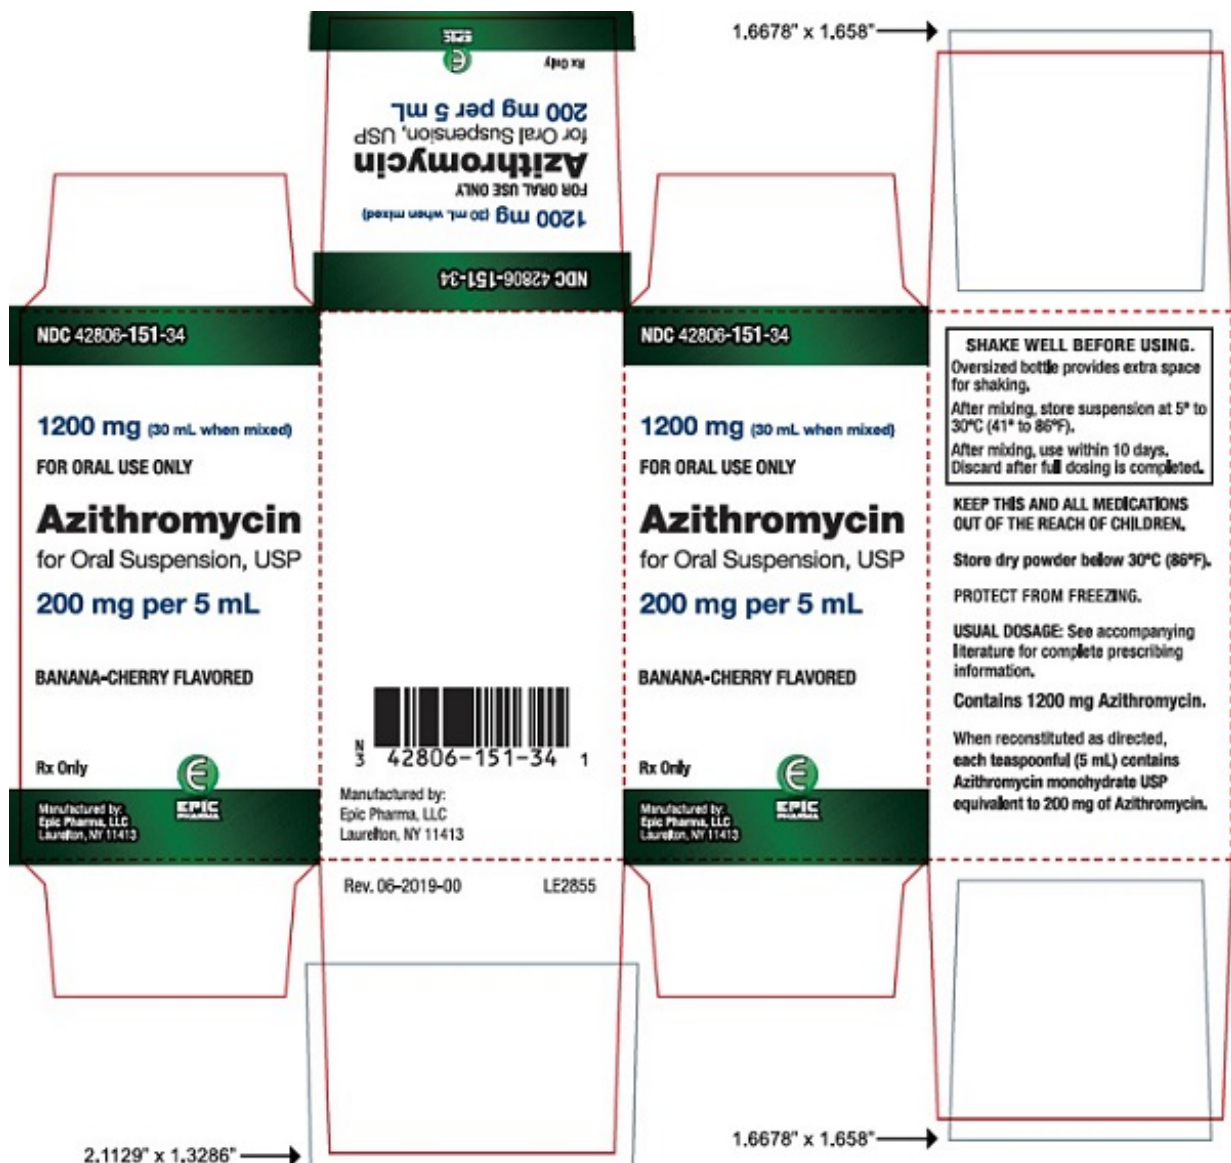 1.6678" x 1.658"
EPIC
PHARMA
Rx Only
200 mg per 5 mL
for Oral Suspension, USP
Azithromycin
FOR ORAL USE ONLY
1200 mg (30 mL when mixed)
NDC 42806-151-34
NDC 42806-151-34
1200 mg (30 mL when mixed)
FOR ORAL USE ONLY
Azithromycin
for Oral Suspension, USP
200 mg per 5 mL
BANANA-CHERRY FLAVORED
Rx Only
EPIC
PHARMA
Manufactured by:
Epic Pharma, LLC
Laurelton, NY 11413
N
3
42806-151-34
1
Manufactured by:
Epic Pharma, LLC
Laurelton, NY 11413
Rev. 06-2019-00
LE2855
NDC 42806-151-34
1200 mg (30 mL when mixed)
FOR ORAL USE ONLY
Azithromycin
for Oral Suspension, USP
200 mg per 5 mL
BANANA-CHERRY FLAVORED
Rx Only
EPIC
PHARMA
Manufactured by:
Epic Pharma, LLC
Laurelton, NY 11413
SHAKE WELL BEFORE USING.
Oversized bottle provides extra space
for shaking.
After mixing, store suspension at 5° to
30°C (41° to 86°F).
After mixing, use within 10 days.
Discard after full dosing is completed.
KEEP THIS AND ALL MEDICATIONS
OUT OF THE REACH OF CHILDREN.
Store dry powder below 30°C (86°F).
PROTECT FROM FREEZING.
USUAL DOSAGE: See accompanying
literature for complete prescribing
information.
Contains 1200 mg Azithromycin.
When reconstituted as directed,
each teaspoonful (5 mL) contains
Azithromycin monohydrate USP
equivalent to 200 mg of Azithromycin.
2.1129" x 1.3286"
1.6678" x 1.658"